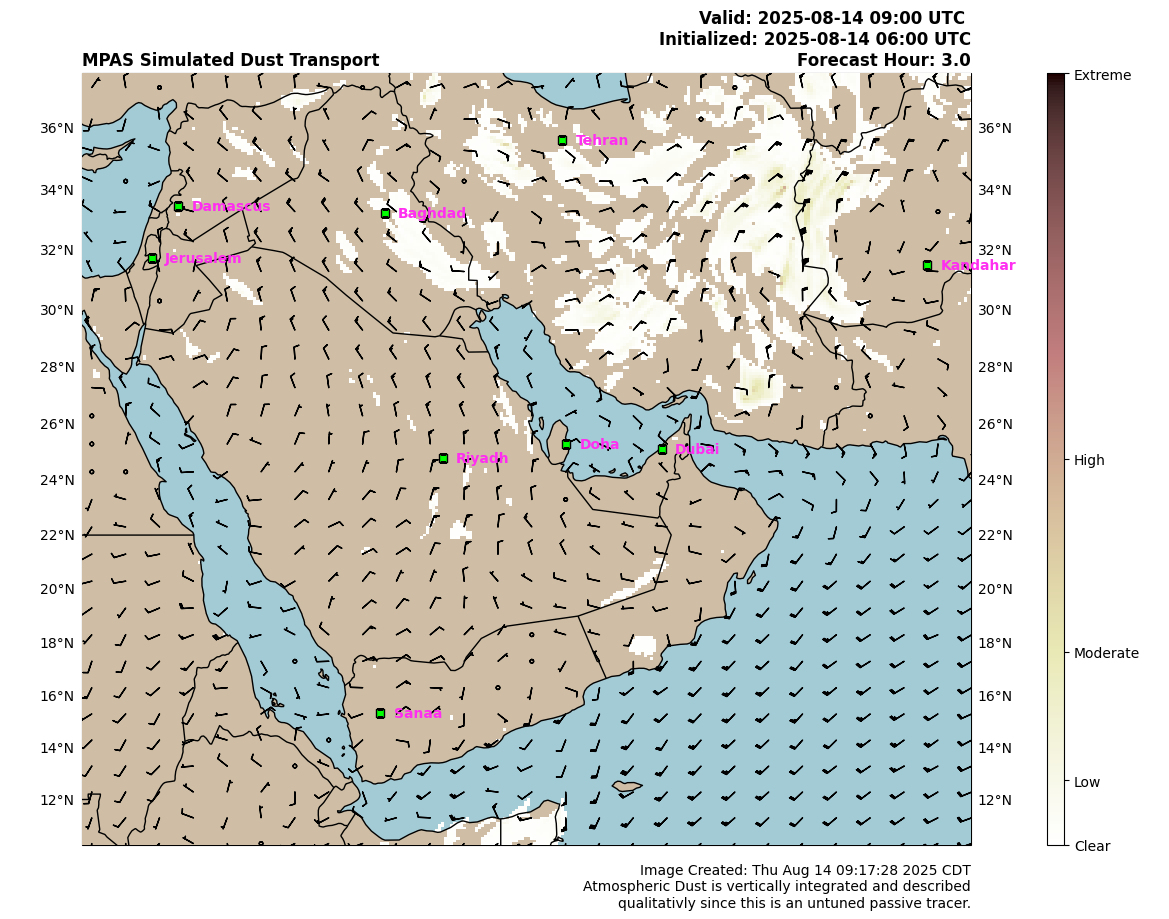 Valid: 2025-08-14 09:00 UTC
Initialized: 2025-08-14 06:00 UTC
MPAS Simulated Dust Transport Forecast Hour: 3.0
Extreme
36°N 36°N
Tehran
34°N 34°N
Damascus
Baghdad
32°N 32°N
Jerusalem
Kandahar
30°N 30°N
28°N 28°N
26°N 26°N
Doha
Dubai
Riyadh
High
24°N 24°N
22°N 22°N
20°N 20°N
18°N 18°N
Moderate
16°N 16°N
Sanaa
14°N 14°N
Low
12°N 12°N
Clear
Image Created: Thu Aug 14 09:17:28 2025 CDT
Atmospheric Dust is vertically integrated and described
qualitativly since this is an untuned passive tracer.